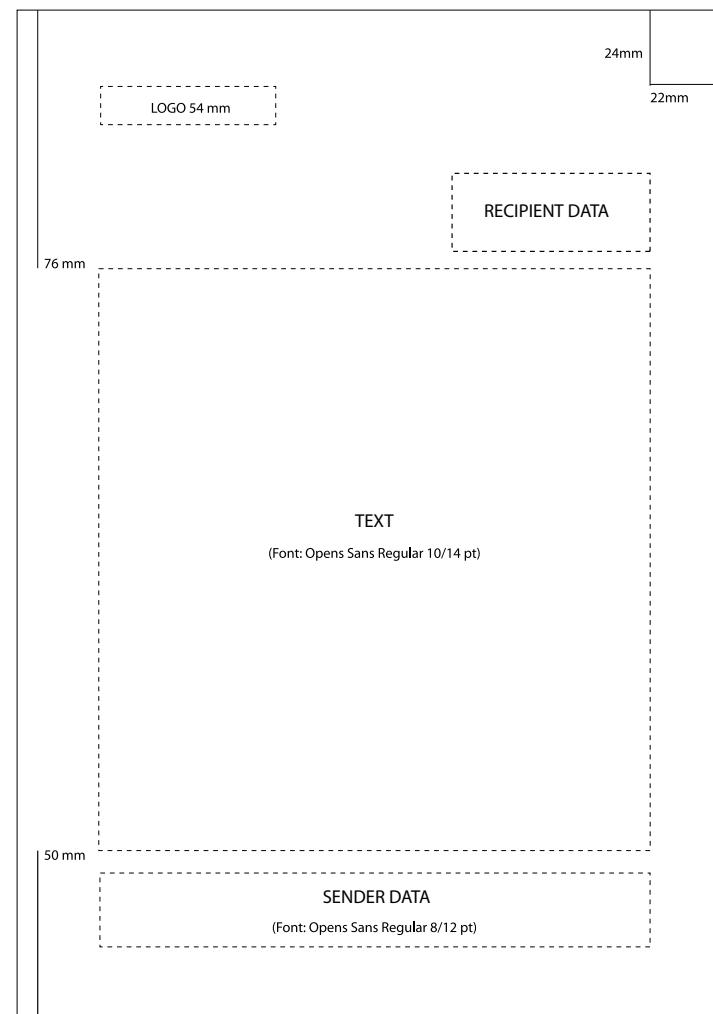 24mm
22mm
LOGO 54 mm
RECIPIENT DATA
76 mm
TEXT
(Font: Opens Sans Regular 10/14 pt)
50 mm
SENDER DATA
(Font: Opens Sans Regular 8/12 pt)